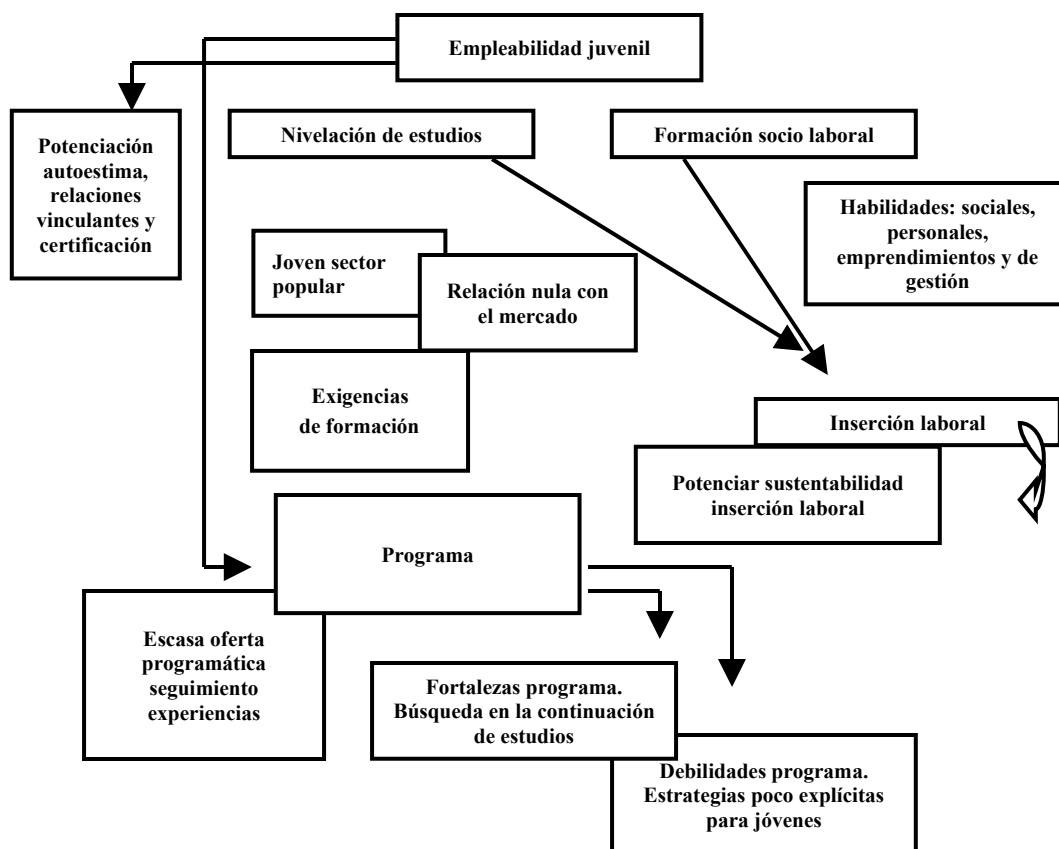 Empleabilidad juvenil
Potenciación
autoestima,
relaciones
vinculantes y
certificación
Nivelación de estudios
Formación socio laboral
Habilidades: sociales,
personales,
emprendimientos y de
gestión
Joven sector
popular
Relación nula con
el mercado
Exigencias
de formación
Inserción laboral
Potenciar sustentabilidad
inserción laboral
Programa
Escasa oferta
programática
seguimiento
experiencias
Fortalezas programa.
Búsqueda en la continuación
de estudios
Debilidades programa.
Estrategias poco explícitas
para jóvenes